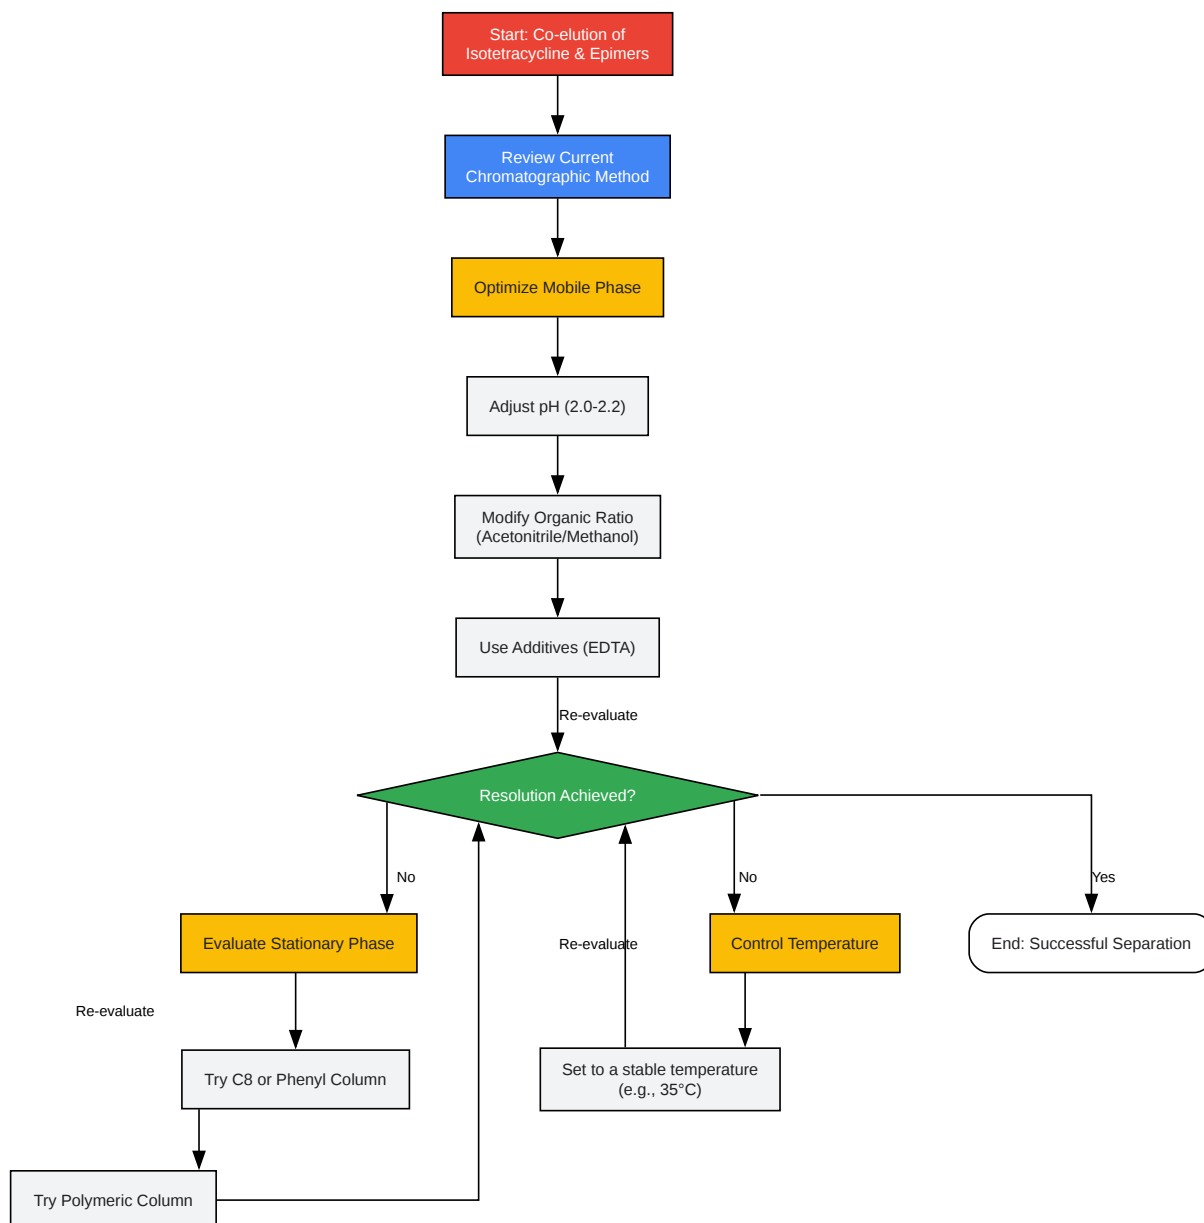 Start: Co-elution of
Isotetracycline & Epimers
Review Current
Chromatographic Method
Optimize Mobile Phase
Adjust pH (2.0-2.2)
Modify Organic Ratio
(Acetonitrile/Methanol)
Use Additives (EDTA)
Re-evaluate
Resolution Achieved?
No
No
Yes
Evaluate Stationary Phase
Re-evaluate
Control Temperature
End: Successful Separation
Re-evaluate
Try C8 or Phenyl Column
Set to a stable temperature
(e.g., 35°C)
Try Polymeric Column